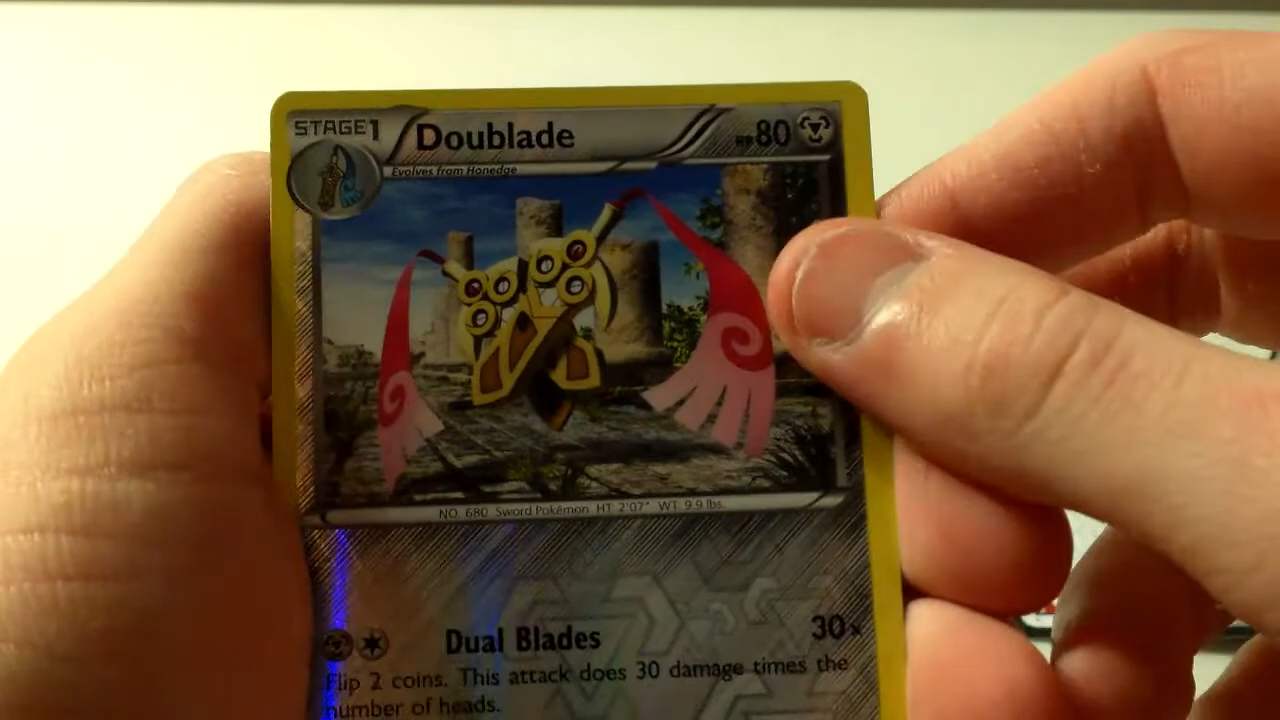 STAGE1 Doublade HP80
Evolves from Honedge
NO. 680 Sword Pokémon HT: 2'07" WT: 9.9 lbs.
Dual Blades 30x
Flip 2 coins. This attack does 30 damage times the
number of heads.